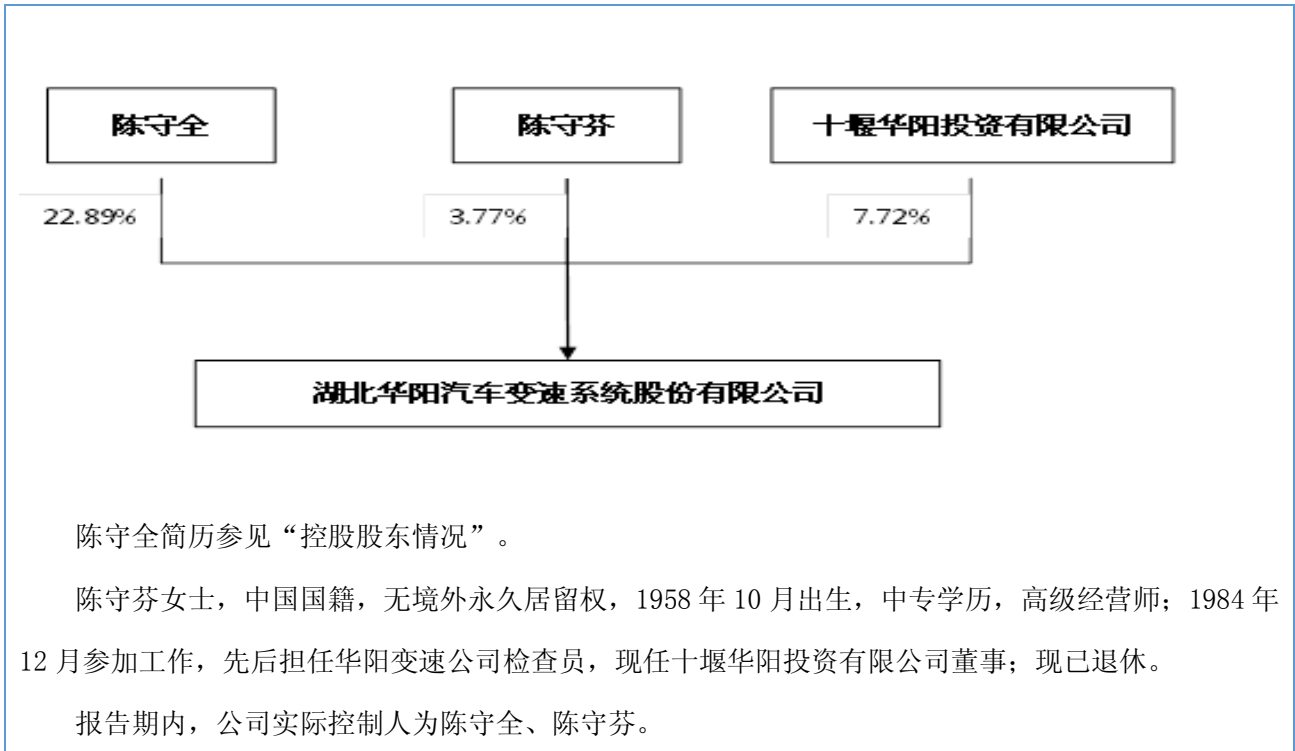 陈守全
陈守芬
十堰华阳投资有限公司
22.89%
3.77%
7.72%
湖北华阳汽车变速系统股份有限公司
陈守全简历参见“控股股东情况”。
陈守芬女士，中国国籍，无境外永久居留权，1958 年 10 月出生，中专学历，高级经营师；1984 年
12 月参加工作，先后担任华阳变速公司检查员，现任十堰华阳投资有限公司董事；现已退休。
报告期内，公司实际控制人为陈守全、陈守芬。